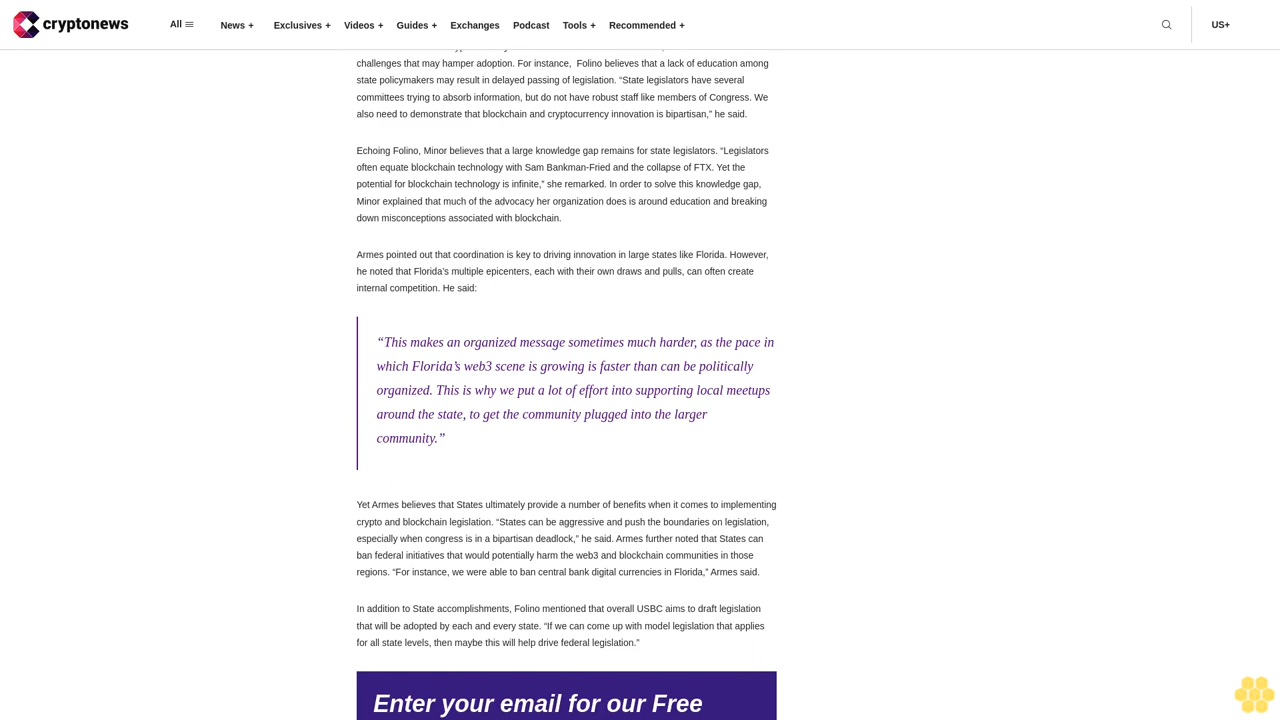 cryptonews
All
News +
Exclusives +
Videos +
Guides +
Exchanges
Podcast
Tools +
Recommended +
US+
challenges that may hamper adoption. For instance,  Folino believes that a lack of education among
state policymakers may result in delayed passing of legislation. “State legislators have several
committees trying to absorb information, but do not have robust staff like members of Congress. We
also need to demonstrate that blockchain and cryptocurrency innovation is bipartisan,” he said.
Echoing Folino, Minor believes that a large knowledge gap remains for state legislators. “Legislators
often equate blockchain technology with Sam Bankman-Fried and the collapse of FTX. Yet the
potential for blockchain technology is infinite,” she remarked. In order to solve this knowledge gap,
Minor explained that much of the advocacy her organization does is around education and breaking
down misconceptions associated with blockchain.
Armes pointed out that coordination is key to driving innovation in large states like Florida. However,
he noted that Florida’s multiple epicenters, each with their own draws and pulls, can often create
internal competition. He said:
“This makes an organized message sometimes much harder, as the pace in
which Florida’s web3 scene is growing is faster than can be politically
organized. This is why we put a lot of effort into supporting local meetups
around the state, to get the community plugged into the larger
community.”
Yet Armes believes that States ultimately provide a number of benefits when it comes to implementing
crypto and blockchain legislation. “States can be aggressive and push the boundaries on legislation,
especially when congress is in a bipartisan deadlock,” he said. Armes further noted that States can
ban federal initiatives that would potentially harm the web3 and blockchain communities in those
regions. “For instance, we were able to ban central bank digital currencies in Florida,” Armes said.
In addition to State accomplishments, Folino mentioned that overall USBC aims to draft legislation
that will be adopted by each and every state. “If we can come up with model legislation that applies
for all state levels, then maybe this will help drive federal legislation.”
Enter your email for our Free